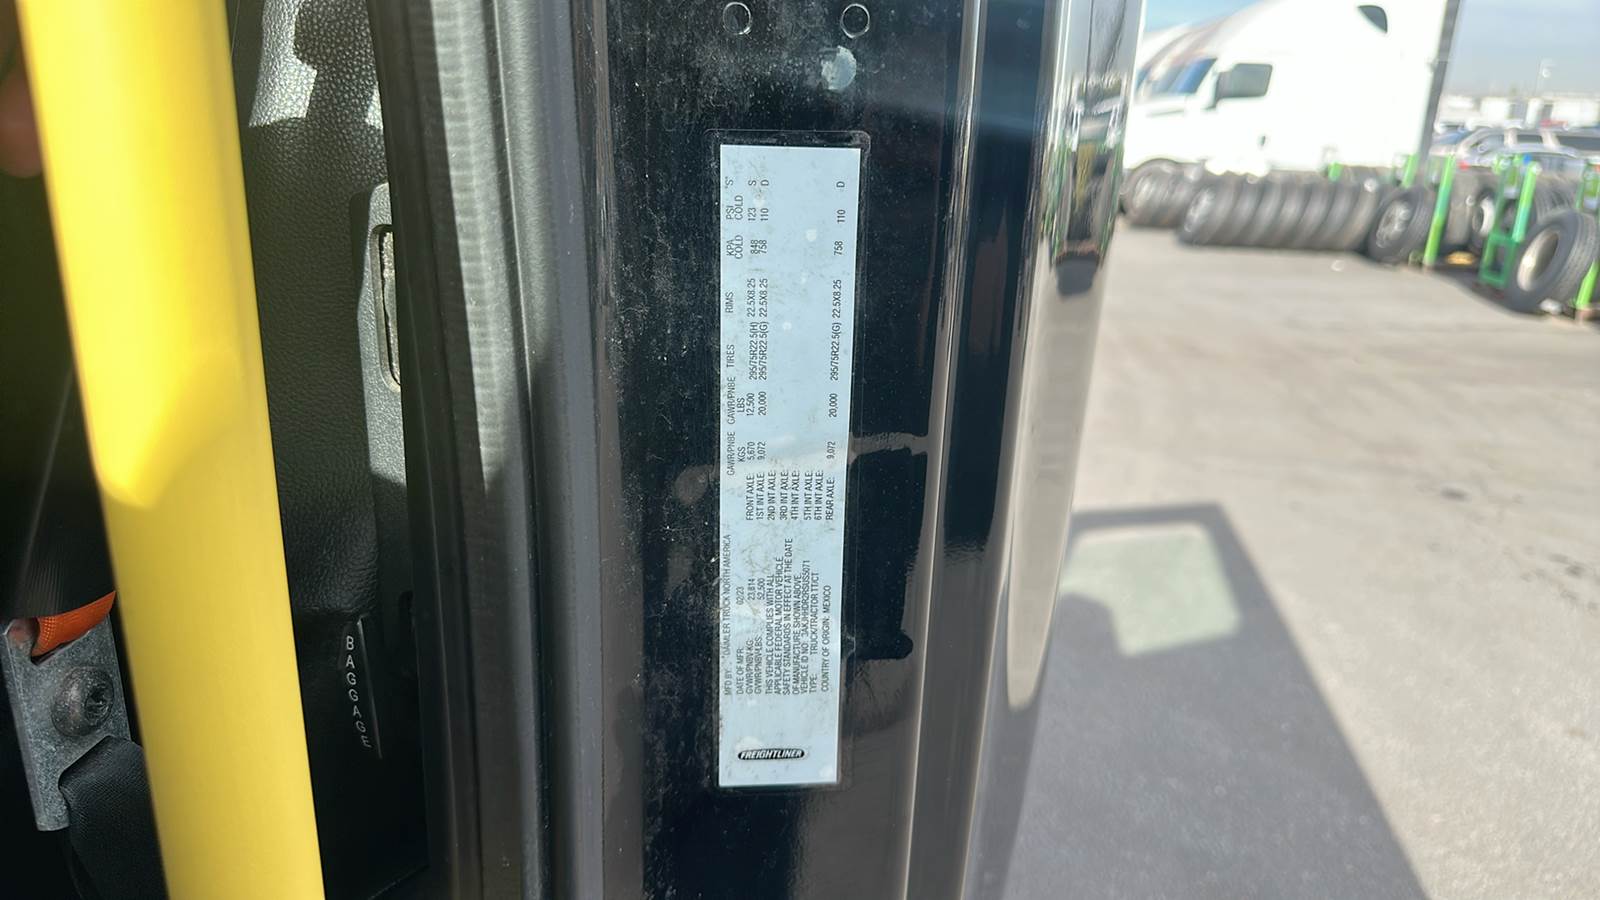 FREIGHTLINER
MFD BY: DAIMLER TRUCK NORTH AMERICA
DATE OF MFR: 02/23
GVWR/PNBV-KG: 23,814
GVWR/PNBV-LBS: 52,500
THIS VEHICLE COMPLIES WITH ALL
APPLICABLE FEDERAL MOTOR VEHICLE
SAFETY STANDARDS IN EFFECT AT THE DATE
OF MANUFACTURE SHOWN ABOVE.
VEHICLE ID NO:
TYPE: TRUCK/TRACTOR TT/CT
COUNTRY OF ORIGIN: MEXICO
GAWR/PNBE GAWR/PNBE TIRES RIMS KPA PSI "S"
KGS LBS COLD COLD
FRONT AXLE: 5,670 12,500 295/75R22.5(H) 22.5X8.25 848 123 S
1ST INT AXLE: 9,072 20,000 295/75R22.5(G) 22.5X8.25 758 110 D
2ND INT AXLE:
3RD INT AXLE:
4TH INT AXLE:
5TH INT AXLE:
6TH INT AXLE:
REAR AXLE: 9,072 20,000 295/75R22.5(G) 22.5X8.25 758 110 D
BAGGAGE